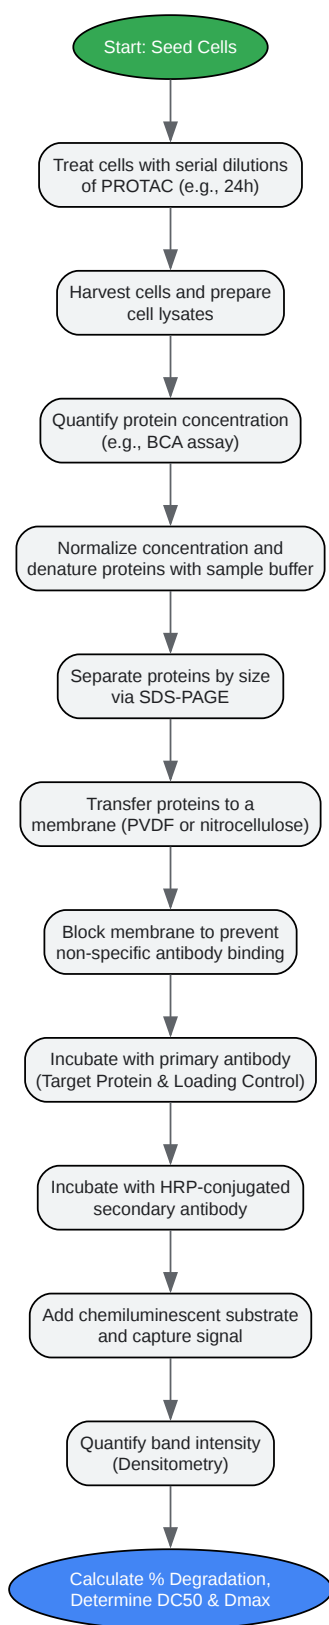 Start: Seed Cells
Treat cells with serial dilutions
of PROTAC (e.g., 24h)
Harvest cells and prepare
cell lysates
Quantify protein concentration
(e.g., BCA assay)
Normalize concentration and
denature proteins with sample buffer
Separate proteins by size
via SDS-PAGE
Transfer proteins to a
membrane (PVDF or nitrocellulose)
Block membrane to prevent
non-specific antibody binding
Incubate with primary antibody
(Target Protein & Loading Control)
Incubate with HRP-conjugated
secondary antibody
Add chemiluminescent substrate
and capture signal
Quantify band intensity
(Densitometry)
Calculate % Degradation,
Determine DC50 & Dmax